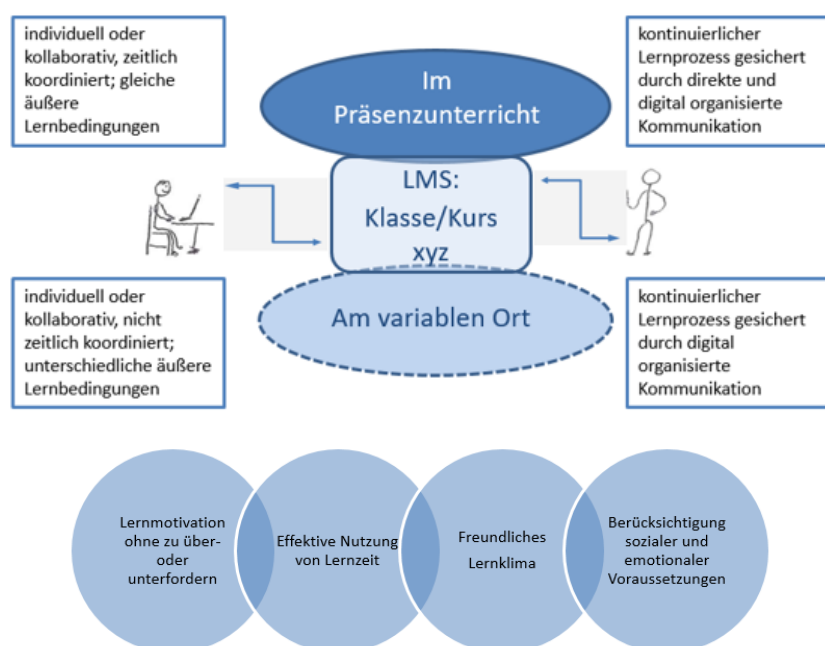 individuell oder
kollaborativ, zeitlich
koordiniert; gleiche
äußere
Lernbedingungen
Im
Präsenzunterricht
kontinuierlicher
Lernprozess gesichert
durch direkte und
digital organisierte
Kommunikation
LMS:
Klasse/Kurs
xyz
individuell oder
kollaborativ, nicht
zeitlich koordiniert;
unterschiedliche äußere
Lernbedingungen
Am variablen Ort
kontinuierlicher
Lernprozess gesichert
durch digital
organisierte
Kommunikation
Lernmotivation
ohne zu über-
oder
unterfordern
Effektive Nutzung
von Lernzeit
Freundliches
Lernklima
Berücksichtigung
sozialer und
emotionaler
Voraussetzungen